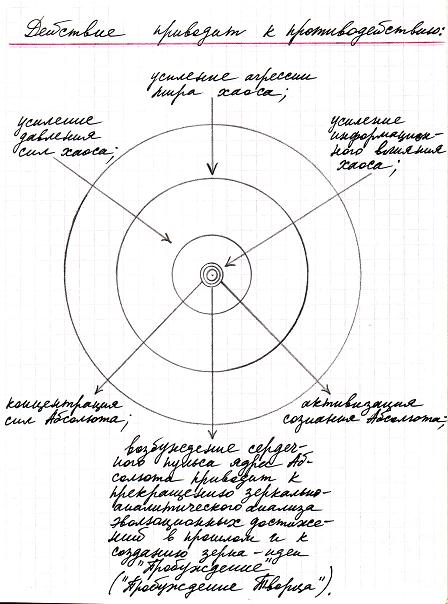 Действие приводит к противодействию:
усиление агрессии
мира хаоса;
усиление
давления
сил хаоса;
усиление
информацион-
ного влияния
хаоса;
концентрация
сил Абсолюта;
активизация
сознания Абсолюта;
возбуждение сердеч-
ного пульса ядра Аб-
солюта приводит к
прекращению зеркально-
аналитического анализа
эволюционных достиже-
ний в прошлом и к
созданию зерна-идеи
"Пробуждение"
("Пробуждение Творца").